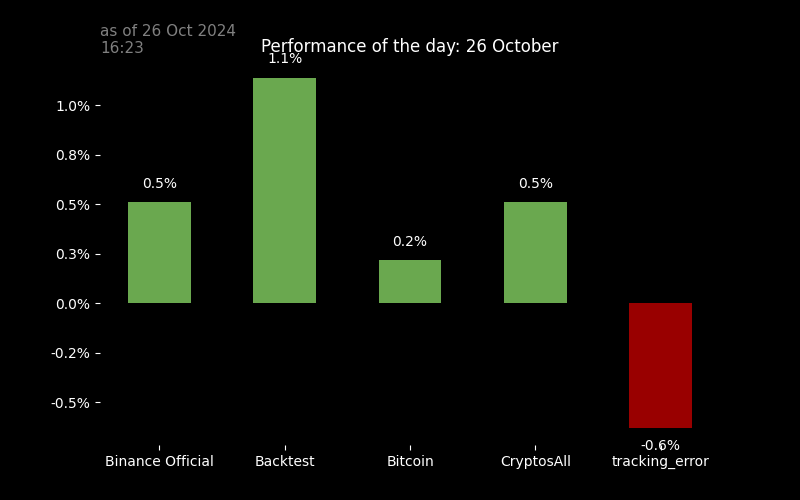 as of 26 Oct 2024
16:23
Performance of the day: 26 October
1.1%
1.0%
0.8%
0.5%
0.5%
0.5%
0.3%
0.2%
0.0%
-0.2%
-0.5%
-0.6%
Binance Official
Backtest
Bitcoin
CryptosAll
tracking_error